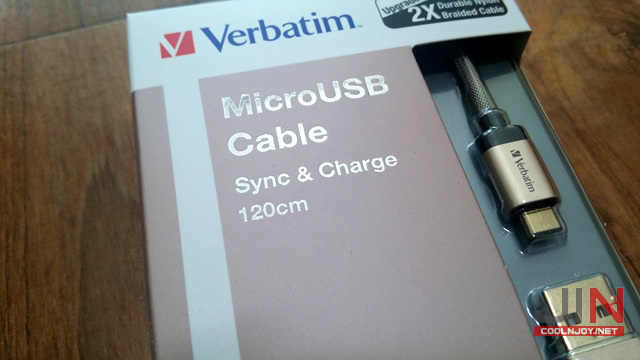 Upgraded
2X Durable Nylon
Braided Cable
Verbatim
MicroUSB
Cable
Sync & Charge
120cm
Verbatim
COOLNJOY.NET